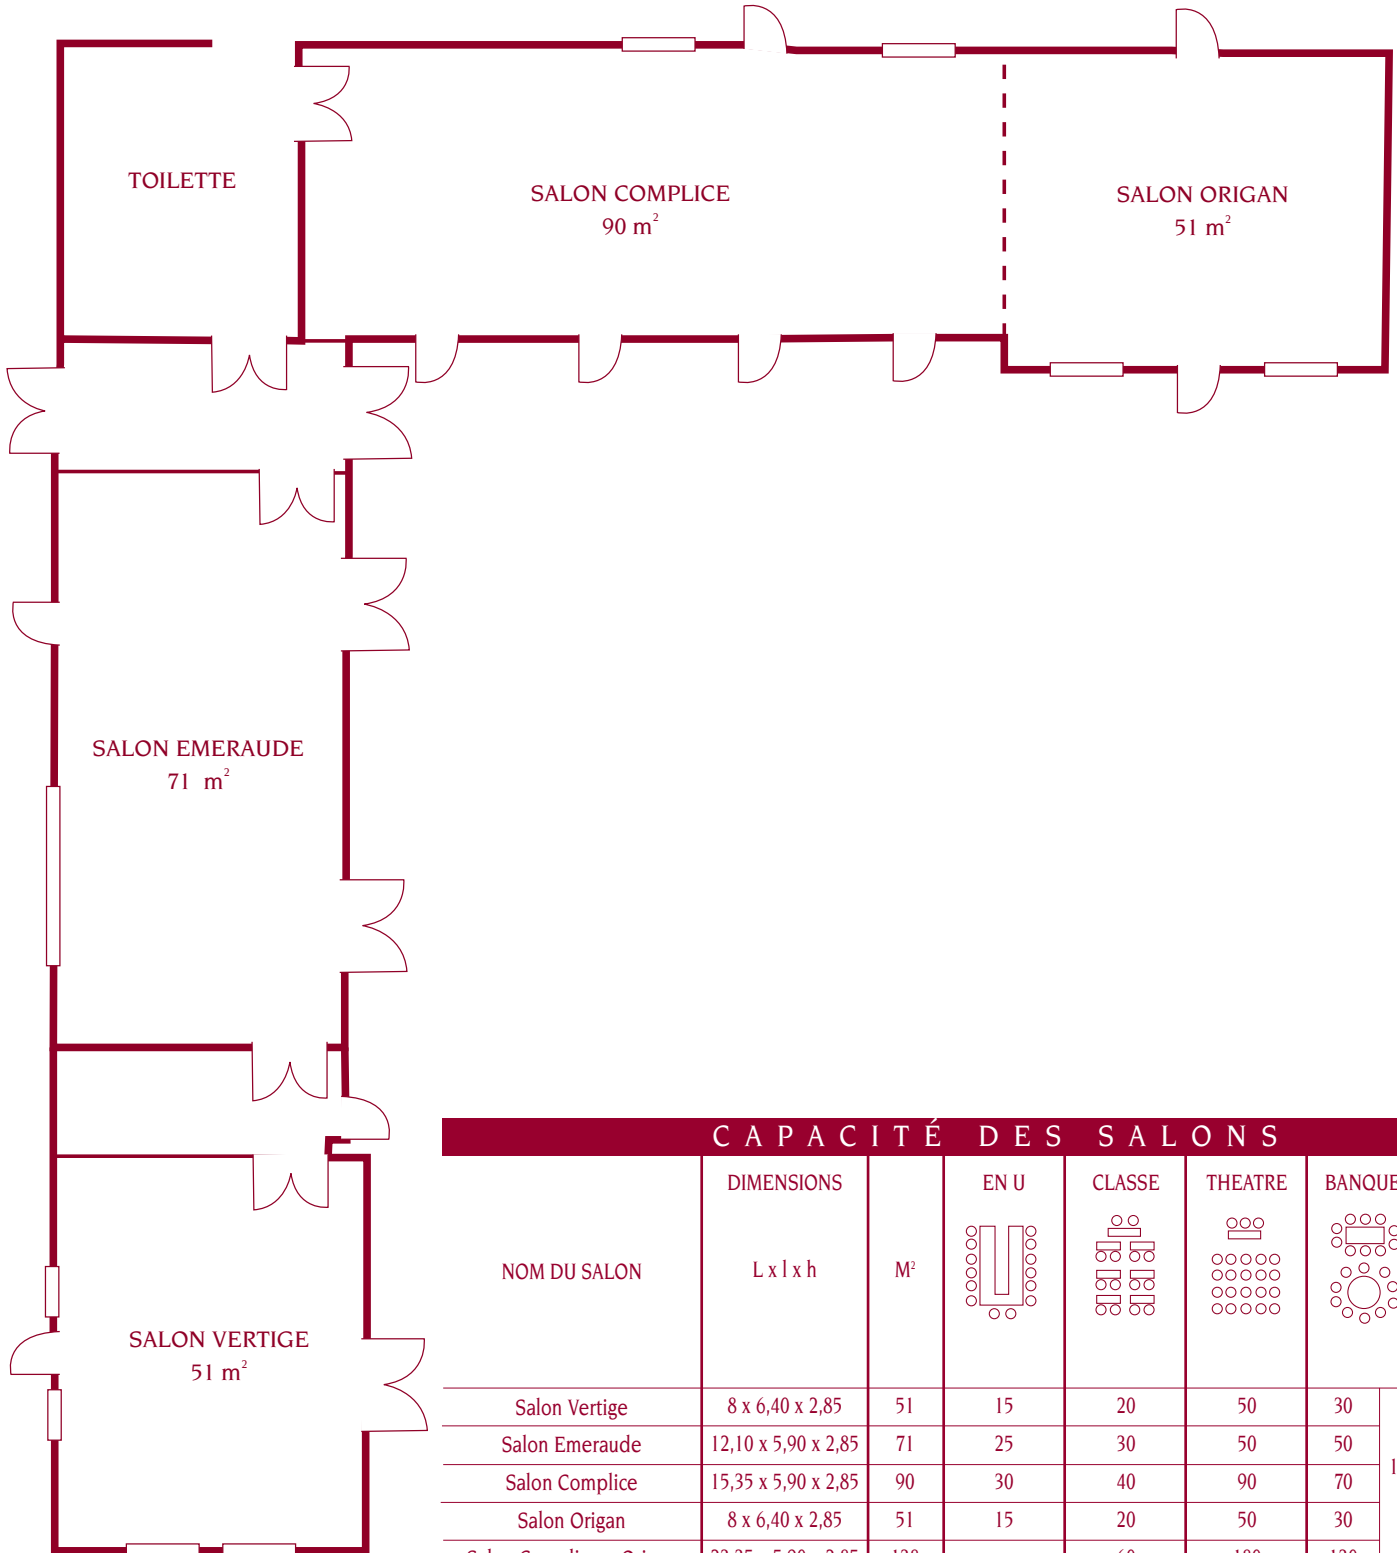 TOILETTE
SALON COMPLICE
90 m²
SALON ORIGAN
51 m²
SALON EMERAUDE
71 m²
SALON VERTIGE
51 m²
CAPACITÉ DES SALONS
NOM DU SALON DIMENSIONS L x l x h M² EN U CLASSE THEATRE BANQUE
Salon Vertige 8 x 6,40 x 2,85 51 15 20 50 30
Salon Emeraude 12,10 x 5,90 x 2,85 71 25 30 50 50
Salon Complice 15,35 x 5,90 x 2,85 90 30 40 90 70
Salon Origan 8 x 6,40 x 2,85 51 15 20 50 30